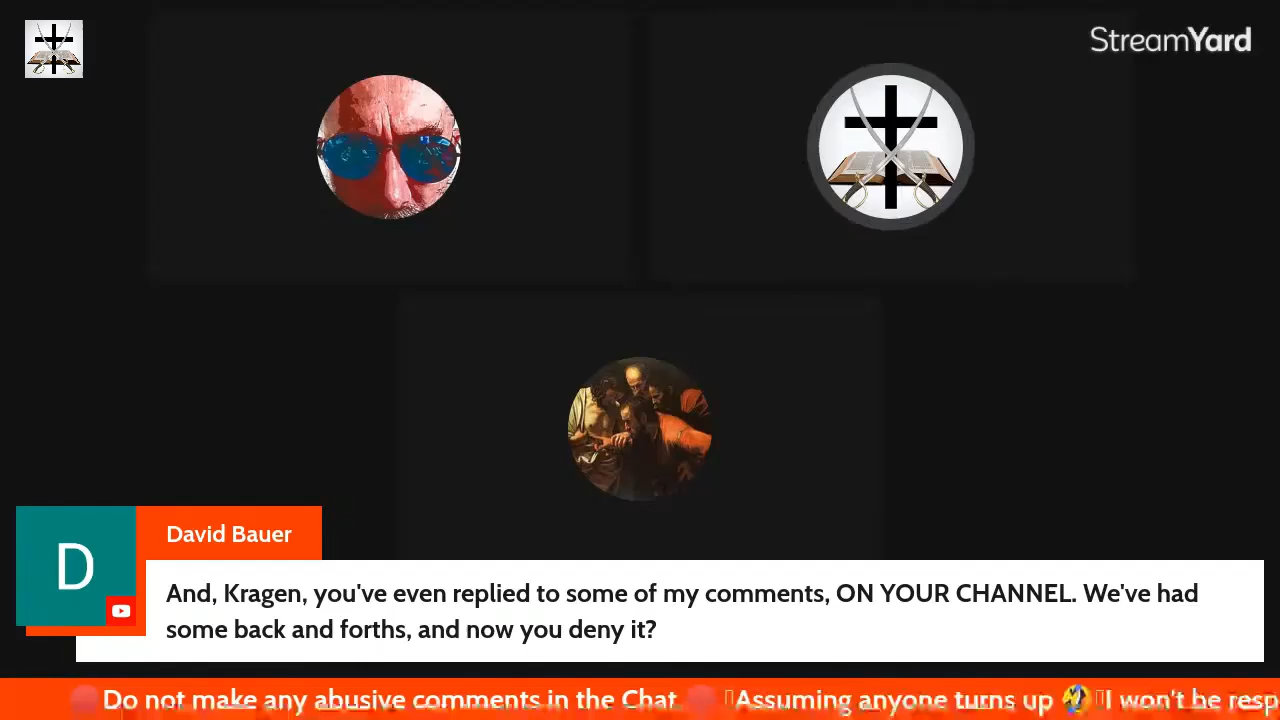 StreamYard
David Bauer
D
And, Kragen, you've even replied to some of my comments, ON YOUR CHANNEL. We've had
some back and forths, and now you deny it?
Do not make any abusive comments in the Chat Assuming anyone turns up I won't be resp